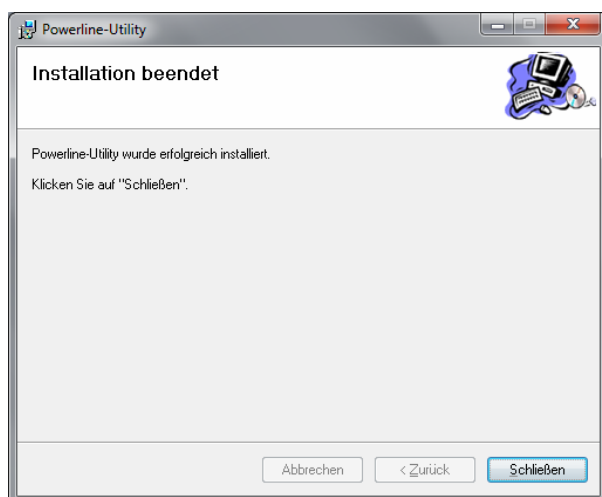 Powerline-Utility
Installation beendet
Powerline-Utility wurde erfolgreich installiert.
Klicken Sie auf "Schließen".
Abbrechen
< Zurück
Schließen